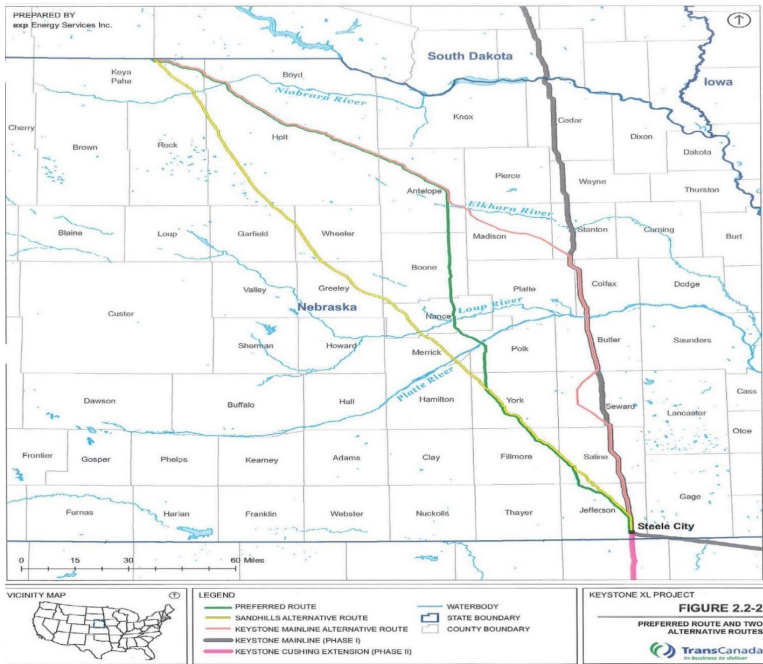 PREPARED BY
exp Energy Services Inc.
South Dakota
Iowa
Keya
Paha
Boyd
Niobrara River
Knox
Cedar
Dixon
Dakota
Cherry
Brown
Rock
Holt
Antelope
Pierce
Wayne
Thurston
Elkhorn River
Madison
Stanton
Cuming
Burt
Blaine
Loup
Garfield
Wheeler
Boone
Platte
Colfax
Dodge
Valley
Greeley
Nebraska
Custer
Loup River
Nance
Sherman
Howard
Merrick
Polk
Butler
Saunders
Platte River
Dawson
Buffalo
Hall
Hamilton
York
Seward
Lancaster
Cass
Otoe
Frontier
Gosper
Phelps
Kearney
Adams
Clay
Fillmore
Saline
Gage
Furnas
Harlan
Franklin
Webster
Nuckolls
Thayer
Jefferson
Steele City
0 15 30 60 Miles
VICINITY MAP
LEGEND
PREFERRED ROUTE
SANDHILLS ALTERNATIVE ROUTE
KEYSTONE MAINLINE ALTERNATIVE ROUTE
KEYSTONE MAINLINE (PHASE I)
KEYSTONE CUSHING EXTENSION (PHASE II)
WATERBODY
STATE BOUNDARY
COUNTY BOUNDARY
KEYSTONE XL PROJECT
FIGURE 2.2-2
PREFERRED ROUTE AND TWO
ALTERNATIVE ROUTES
TransCanada
In business to deliver